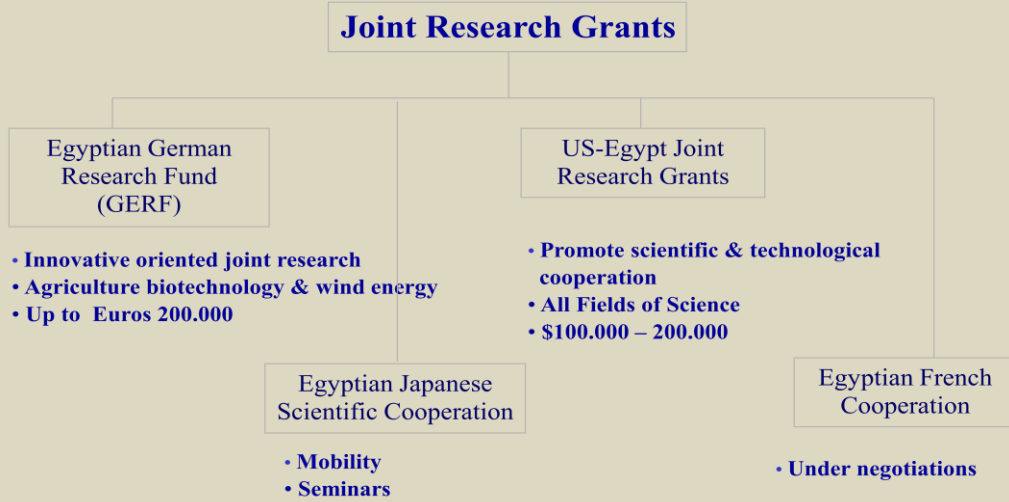 Joint Research Grants
Egyptian German
Research Fund
(GERF)
• Innovative oriented joint research
• Agriculture biotechnology & wind energy
• Up to Euros 200.000
US-Egypt Joint
Research Grants
• Promote scientific & technological
cooperation
• All Fields of Science
• $100.000 – 200.000
Egyptian Japanese
Scientific Cooperation
• Mobility
• Seminars
Egyptian French
Cooperation
• Under negotiations